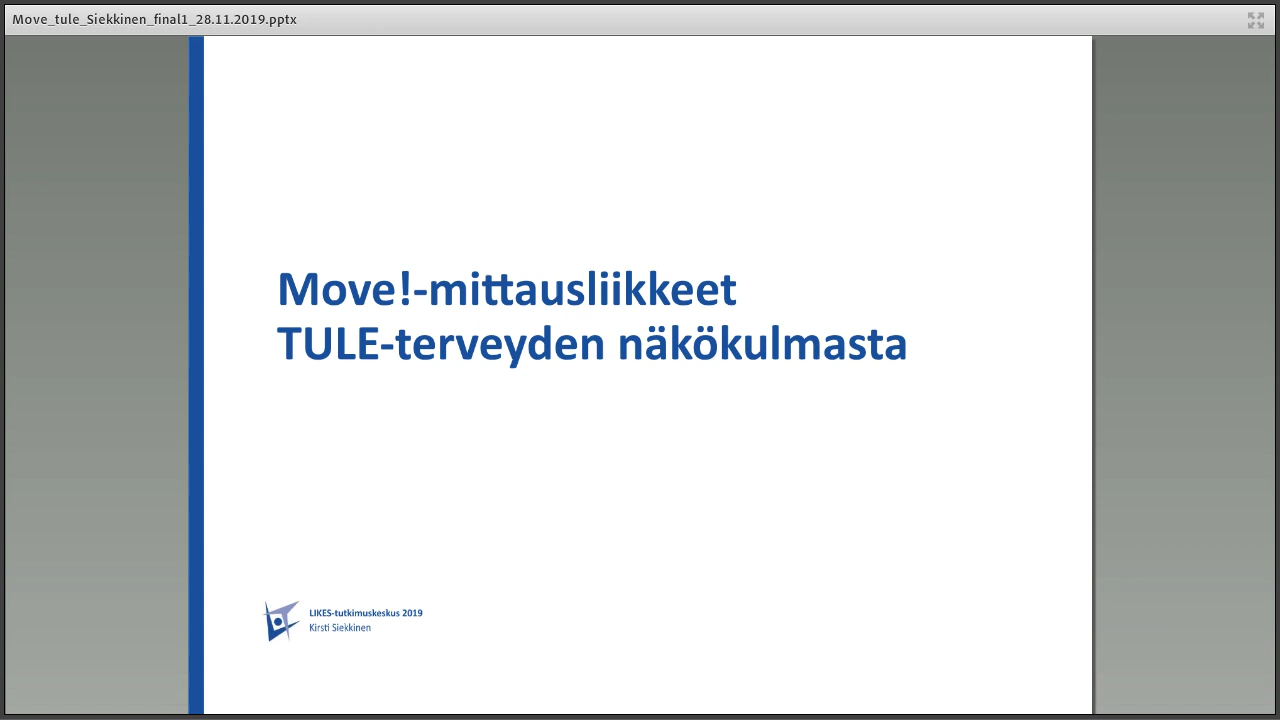 Move_tule_Siekkinen_final1_28.11.2019.pptx
Move!-mittausliikkeet
TULE-terveyden näkökulmasta
LIKES-tutkimuskeskus 2019
Kirsti Siekkinen